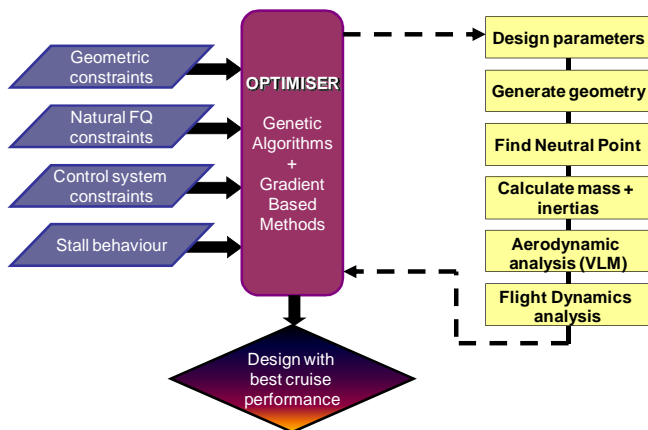 Geometric
constraints
Natural FQ
constraints
Control system
constraints
Stall behaviour
OPTIMISER
Genetic
Algorithms
+
Gradient
Based
Methods
Design with
best cruise
performance
Design parameters
Generate geometry
Find Neutral Point
Calculate mass +
inertias
Aerodynamic
analysis (VLM)
Flight Dynamics
analysis